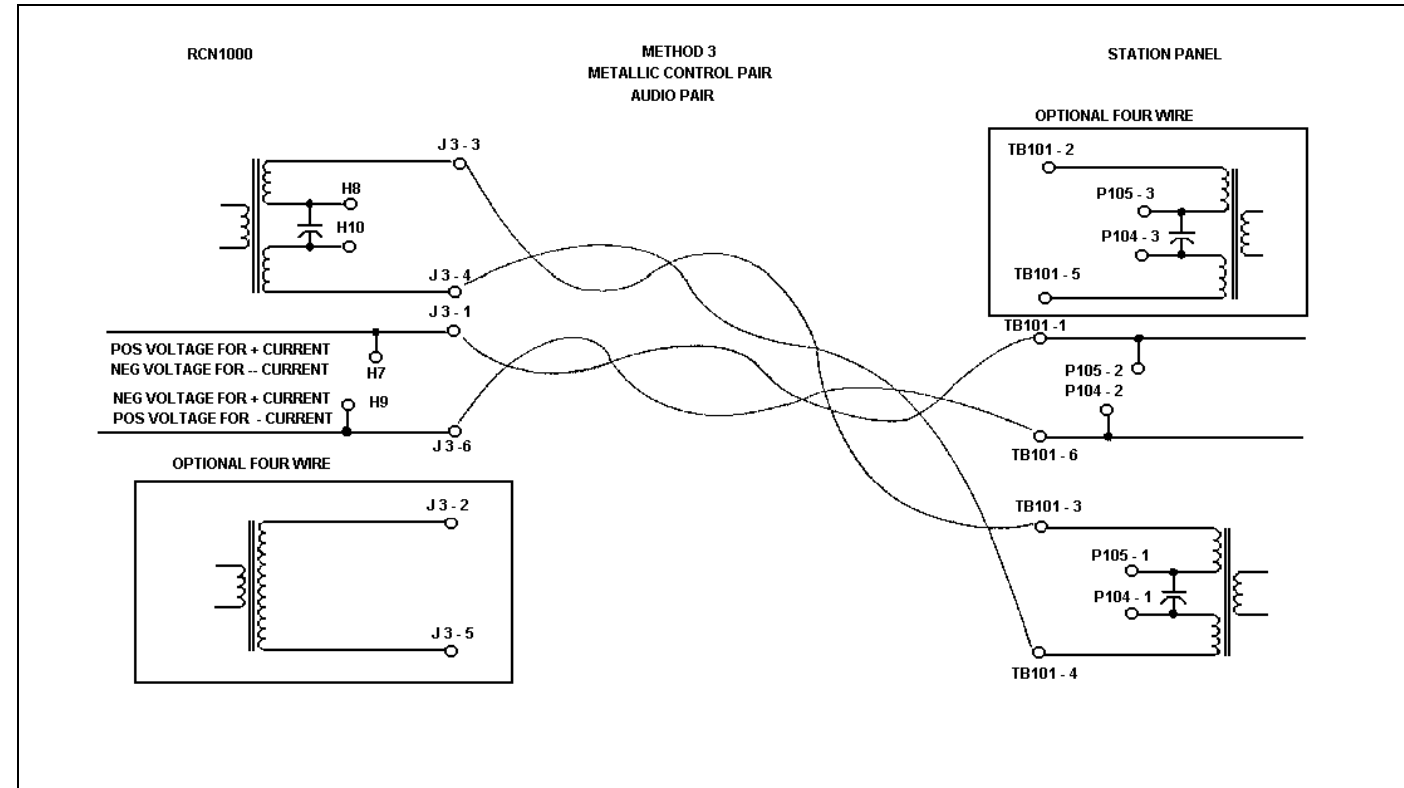 RCN1000
METHOD 3
METALLIC CONTROL PAIR
AUDIO PAIR
STATION PANEL
OPTIONAL FOUR WIRE
J 3 - 3
TB101 - 2
H8
P105 - 3
H10
P104 - 3
J 3 - 4
TB101 - 5
J 3 - 1
TB101 -1
POS VOLTAGE FOR + CURRENT
NEG VOLTAGE FOR -- CURRENT
H7
P105 - 2
P104 - 2
NEG VOLTAGE FOR + CURRENT
POS VOLTAGE FOR - CURRENT
H9
J 3 -6
TB101 - 6
OPTIONAL FOUR WIRE
J 3 - 2
TB101 - 3
P105 - 1
P104 - 1
J 3 - 5
TB101 - 4